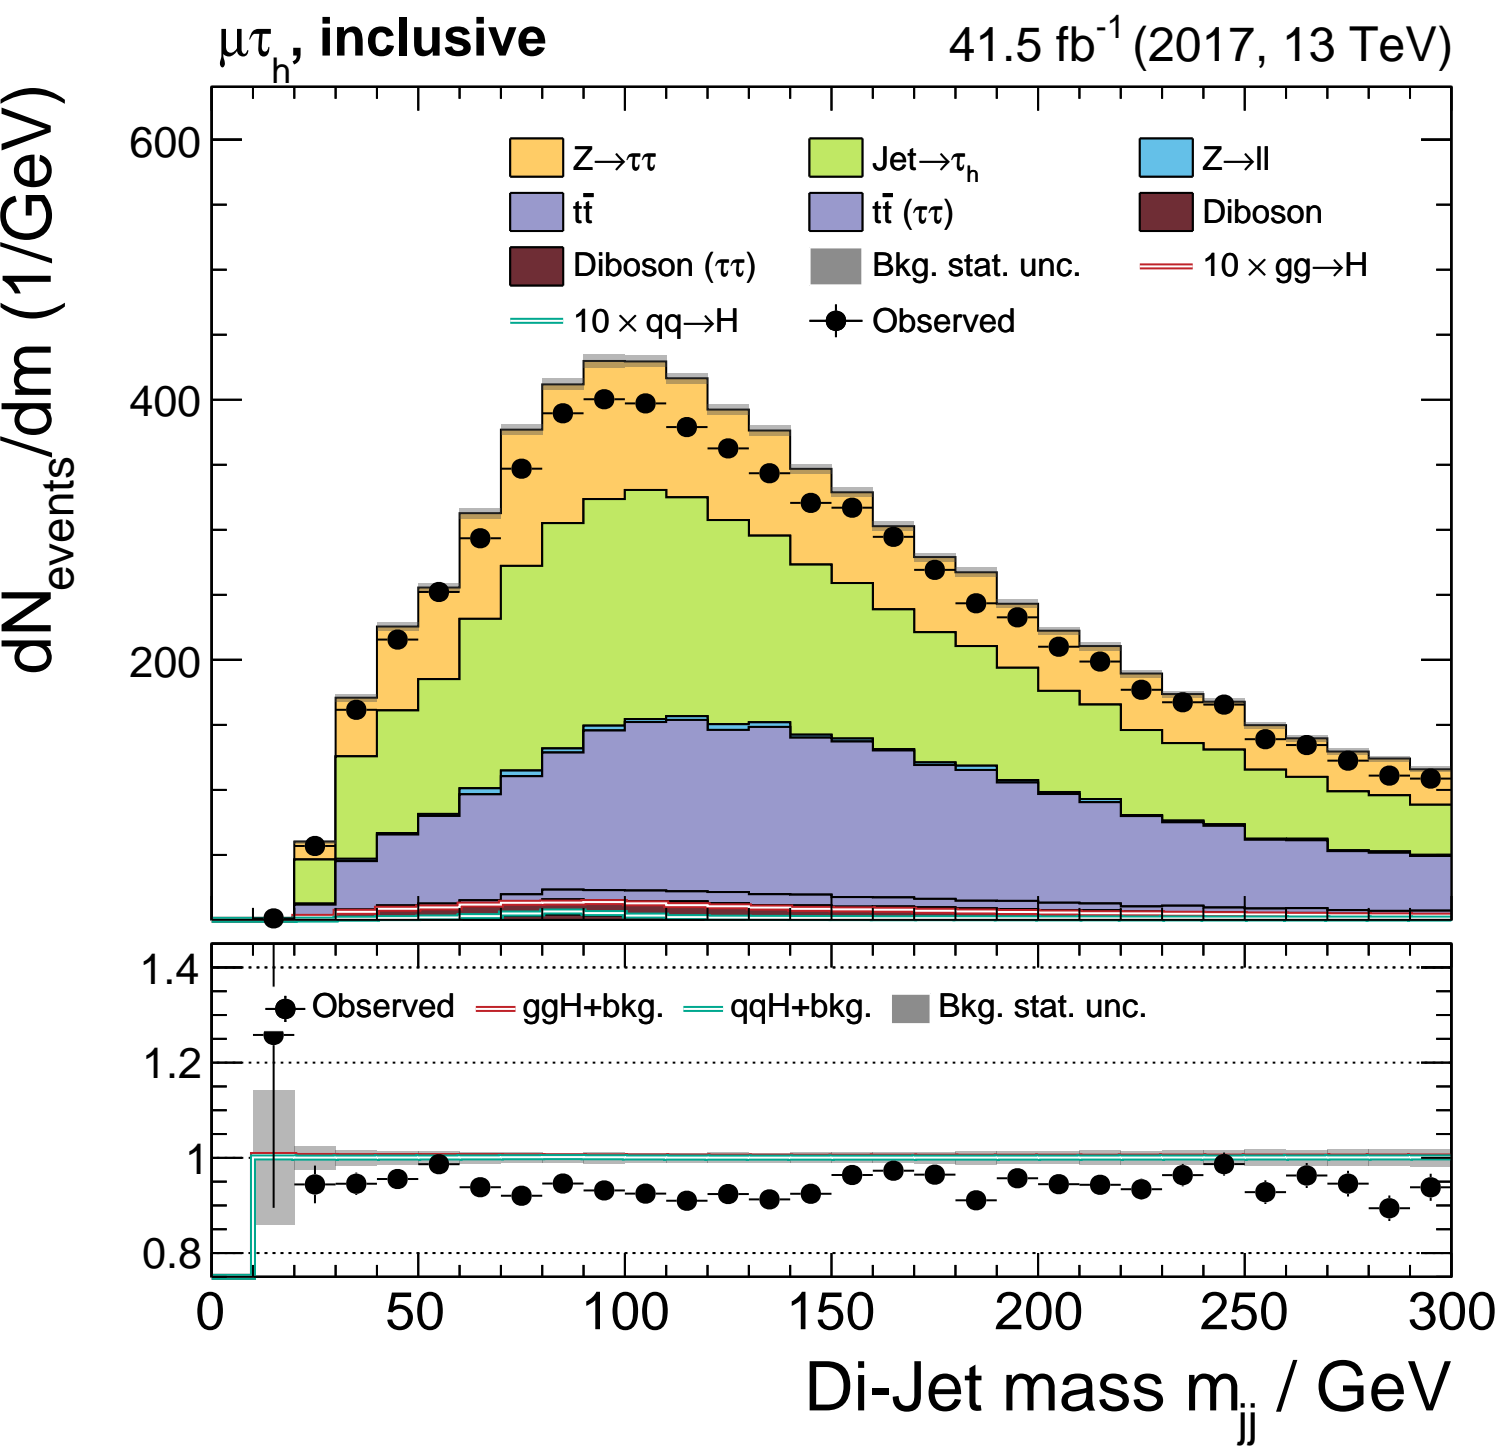 μτh, inclusive
41.5 fb-1 (2017, 13 TeV)
dNevents/dm (1/GeV)
600
400
200
Z→ττ
Jet→τh
Z→ll
tt̄
tt̄ (ττ)
Diboson
Diboson (ττ)
Bkg. stat. unc.
10 × gg→H
10 × qq→H
Observed
1.4
1.2
1
0.8
Observed
ggH+bkg.
qqH+bkg.
Bkg. stat. unc.
0 50 100 150 200 250 300
Di-Jet mass mjj / GeV